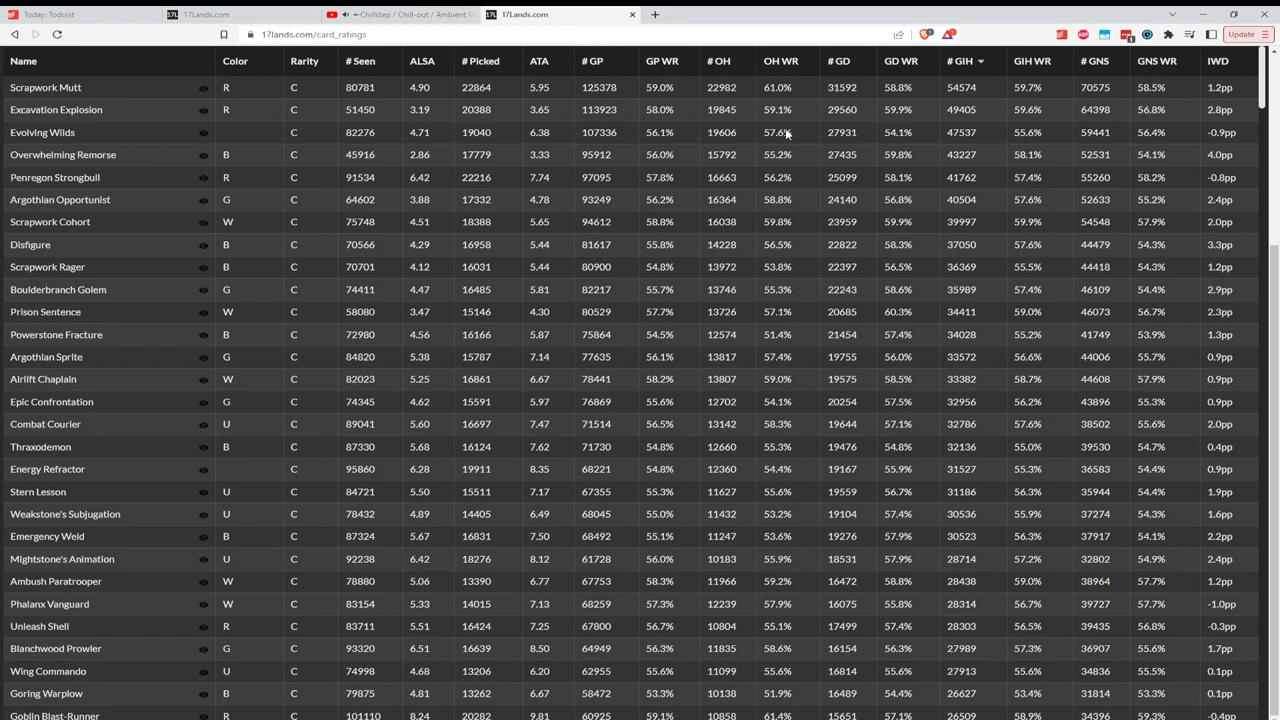 Today: Todoist 17L 17Lands.com ←Chillstep / Chill-out / Ambient 17L 17Lands.com
17lands.com/card_ratings Update
Name Color Rarity # Seen ALSA # Picked ATA # GP GP WR # OH OH WR # GD GD WR # GIH GIH WR # GNS GNS WR IWD
Scrapwork Mutt R C 80781 4.90 22864 5.95 125378 59.0% 22982 61.0% 31592 58.8% 54574 59.7% 70575 58.5% 1.2pp
Excavation Explosion R C 51450 3.19 20388 3.65 113923 58.0% 19845 59.1% 29560 59.9% 49405 59.6% 64398 56.8% 2.8pp
Evolving Wilds C 82276 4.71 19040 6.38 107336 56.1% 19606 57.6% 27931 54.1% 47537 55.6% 59441 56.4% -0.9pp
Overwhelming Remorse B C 45916 2.86 17779 3.33 95912 56.0% 15792 55.2% 27435 59.8% 43227 58.1% 52531 54.1% 4.0pp
Penregon Strongbull R C 91534 6.42 22216 7.74 97095 57.8% 16663 56.2% 25099 58.1% 41762 57.4% 55260 58.2% -0.8pp
Argothian Opportunist G C 64602 3.88 17332 4.78 93249 56.2% 16364 58.8% 24140 56.8% 40504 57.6% 52633 55.2% 2.4pp
Scrapwork Cohort W C 75748 4.51 18388 5.65 94612 58.8% 16038 59.8% 23959 59.9% 39997 59.9% 54548 57.9% 2.0pp
Disfigure B C 70566 4.29 16958 5.44 81617 55.8% 14228 56.5% 22822 58.3% 37050 57.6% 44479 54.3% 3.3pp
Scrapwork Rager B C 70701 4.12 16031 5.44 80900 54.8% 13972 53.8% 22397 56.5% 36369 55.5% 44418 54.3% 1.2pp
Boulderbranch Golem G C 74411 4.47 16485 5.81 82217 55.7% 13746 55.3% 22243 58.6% 35989 57.4% 46109 54.4% 2.9pp
Prison Sentence W C 58080 3.47 15146 4.30 80529 57.7% 13726 57.1% 20685 60.3% 34411 59.0% 46073 56.7% 2.3pp
Powerstone Fracture B C 72980 4.56 16166 5.87 75864 54.5% 12574 51.4% 21454 57.4% 34028 55.2% 41749 53.9% 1.3pp
Argothian Sprite G C 84820 5.38 15787 7.14 77635 56.1% 13817 57.4% 19755 56.0% 33572 56.6% 44006 55.7% 0.9pp
Airlift Chaplain W C 82023 5.25 16861 6.67 78441 58.2% 13807 59.0% 19575 58.5% 33382 58.7% 44608 57.9% 0.9pp
Epic Confrontation G C 74345 4.62 15591 5.97 76869 55.6% 12702 54.1% 20254 57.5% 32956 56.2% 43896 55.3% 0.9pp
Combat Courier U C 89041 5.60 16697 7.47 71514 56.5% 13142 58.3% 19644 57.1% 32786 57.6% 38502 55.6% 2.0pp
Thraxodemon B C 87330 5.68 16124 7.62 71730 54.8% 12660 55.3% 19476 54.8% 32136 55.0% 39530 54.7% 0.4pp
Energy Refractor C 95860 6.28 19911 8.35 68221 54.8% 12360 54.4% 19167 55.9% 31527 55.3% 36583 54.4% 0.9pp
Stern Lesson U C 84721 5.50 15511 7.17 67355 55.3% 11627 55.6% 19559 56.7% 31186 56.3% 35944 54.4% 1.9pp
Weakstone's Subjugation U C 78432 4.89 14405 6.49 68045 55.0% 11432 53.2% 19104 57.4% 30536 55.9% 37274 54.3% 1.6pp
Emergency Weld B C 87324 5.67 16831 7.50 68492 55.1% 11247 53.6% 19276 57.9% 30523 56.3% 37917 54.1% 2.2pp
Mightstone's Animation U C 92238 6.42 18276 8.12 61728 56.0% 10183 55.9% 18531 57.9% 28714 57.2% 32802 54.9% 2.4pp
Ambush Paratrooper W C 78880 5.06 13390 6.77 67753 58.3% 11966 59.2% 16472 58.8% 28438 59.0% 38964 57.7% 1.2pp
Phalanx Vanguard W C 83154 5.33 14015 7.13 68259 57.3% 12239 57.9% 16075 55.8% 28314 56.7% 39727 57.7% -1.0pp
Unleash Shell R C 83711 5.51 16424 7.25 67800 56.7% 10804 55.1% 17499 57.4% 28303 56.5% 39435 56.8% -0.3pp
Blanchwood Prowler G C 93320 6.51 16639 8.50 64949 56.3% 11835 58.6% 16154 56.3% 27989 57.3% 36907 55.6% 1.7pp
Wing Commando U C 74998 4.68 13206 6.20 62955 55.6% 11099 55.6% 16814 55.6% 27913 55.6% 34836 55.5% 0.1pp
Goring Warplow B C 79875 4.81 13262 6.67 58472 53.3% 10138 51.9% 16489 54.4% 26627 53.4% 31814 53.3% 0.1pp
Goblin Blast-Runner R C 101110 8.24 20282 9.81 60925 59.1% 10858 61.4% 15651 57.1% 26509 58.9% 34130 59.3% -0.4pp